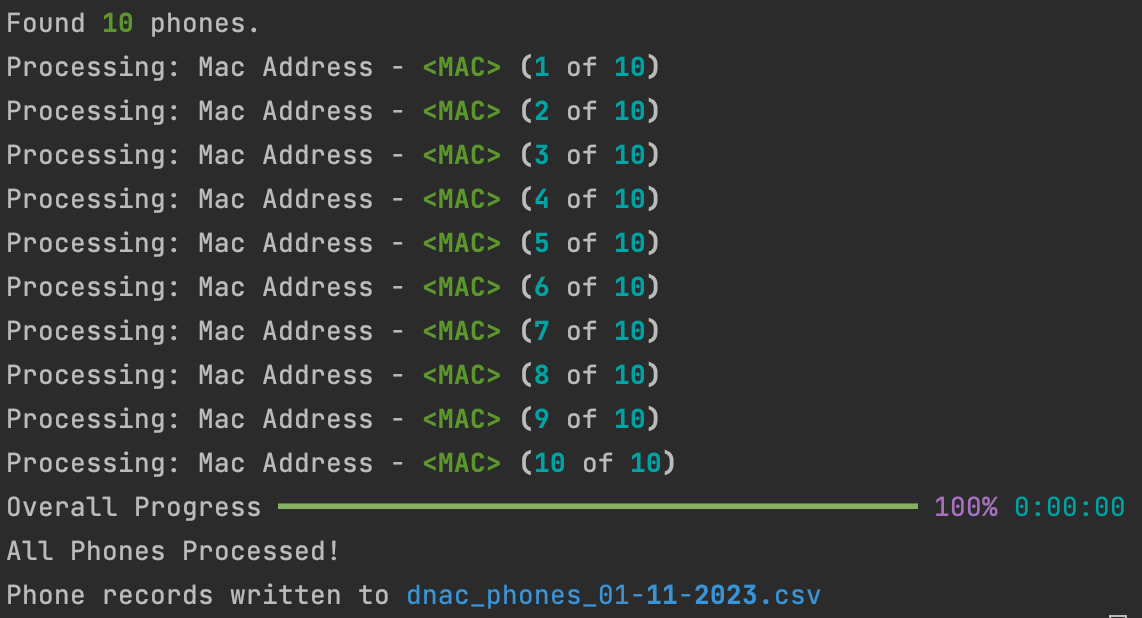 Found 10 phones.
Processing: Mac Address - <MAC> (1 of 10)
Processing: Mac Address - <MAC> (2 of 10)
Processing: Mac Address - <MAC> (3 of 10)
Processing: Mac Address - <MAC> (4 of 10)
Processing: Mac Address - <MAC> (5 of 10)
Processing: Mac Address - <MAC> (6 of 10)
Processing: Mac Address - <MAC> (7 of 10)
Processing: Mac Address - <MAC> (8 of 10)
Processing: Mac Address - <MAC> (9 of 10)
Processing: Mac Address - <MAC> (10 of 10)
Overall Progress 100% 0:00:00
All Phones Processed!
Phone records written to dnac_phones_01-11-2023.csv